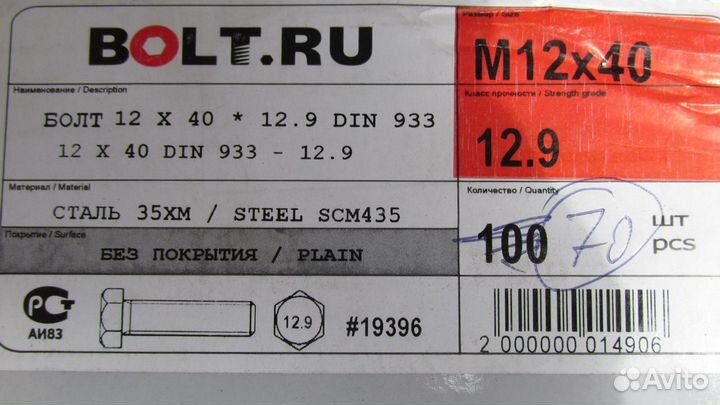 BOLT.RU
Размер / Size
M12x40
Наименование / Description
БОЛТ 12 X 40 * 12.9 DIN 933
12 X 40 DIN 933 - 12.9
Класс прочности / Strength grade
12.9
Материал / Material
СТАЛЬ 35ХМ / STEEL SCM435
Количество / Quantity
100 70 шт
pcs
Покрытие / Surface
БЕЗ ПОКРЫТИЯ / PLAIN
РСТ
АИ83
12.9
#19396
2 000000 014906
Avito